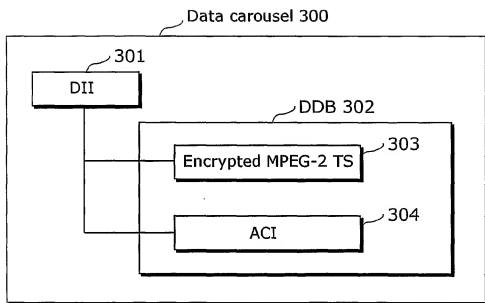 Data carousel 300
301
DII
DDB 302
303
Encrypted MPEG-2 TS
304
ACI